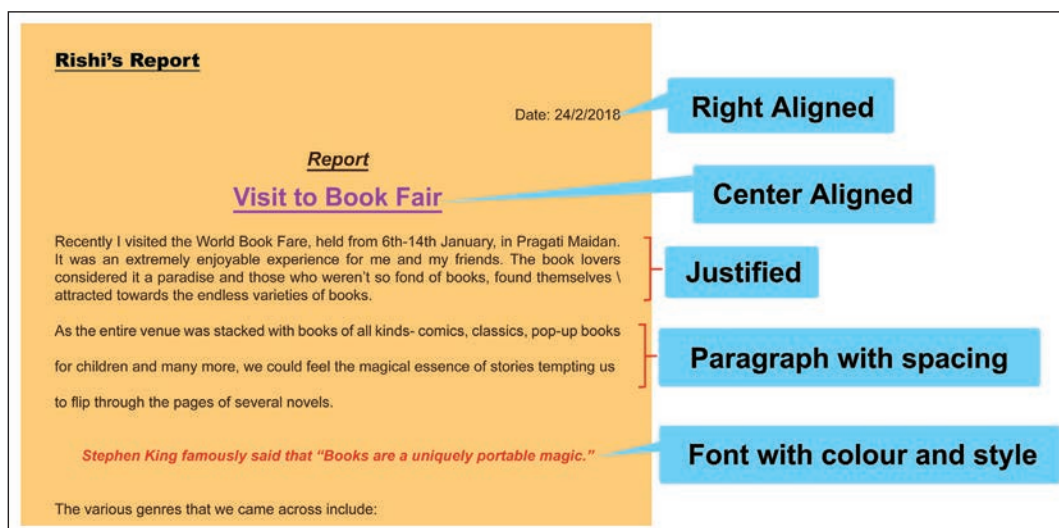 Rishi's Report
Date: 24/2/2018
Right Aligned
Report
Visit to Book Fair
Center Aligned
Recently I visited the World Book Fare, held from 6th-14th January, in Pragati Maidan.
It was an extremely enjoyable experience for me and my friends. The book lovers
considered it a paradise and those who weren't so fond of books, found themselves \
attracted towards the endless varieties of books.
Justified
As the entire venue was stacked with books of all kinds- comics, classics, pop-up books
for children and many more, we could feel the magical essence of stories tempting us
to flip through the pages of several novels.
Paragraph with spacing
Stephen King famously said that “Books are a uniquely portable magic.”
Font with colour and style
The various genres that we came across include: